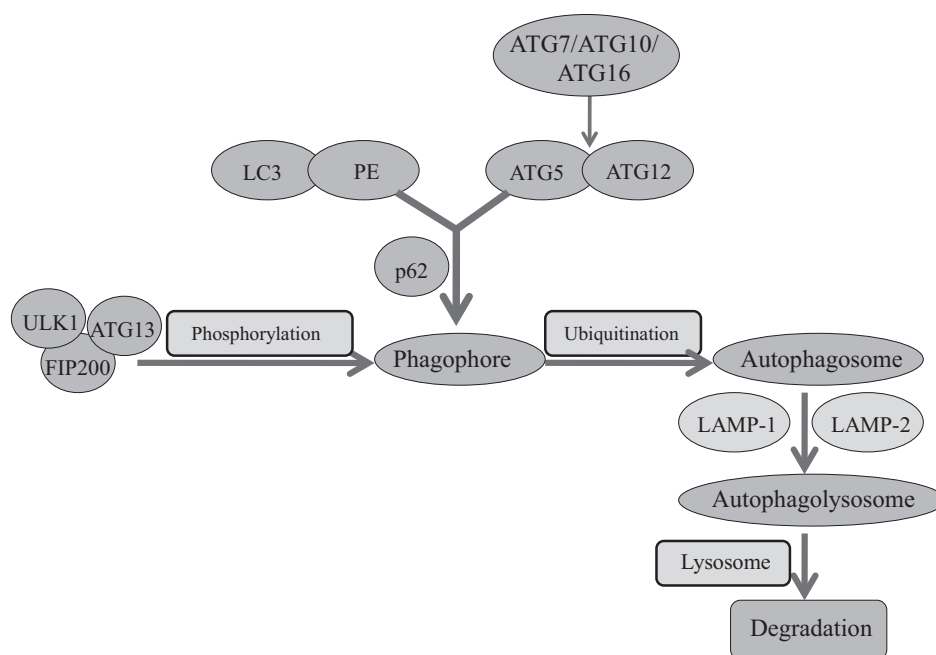 ATG7/ATG10/
ATG16
LC3
PE
ATG5
ATG12
p62
ULK1
ATG13
FIP200
Phosphorylation
Phagophore
Ubiquitination
Autophagosome
LAMP-1
LAMP-2
Autophagolysosome
Lysosome
Degradation